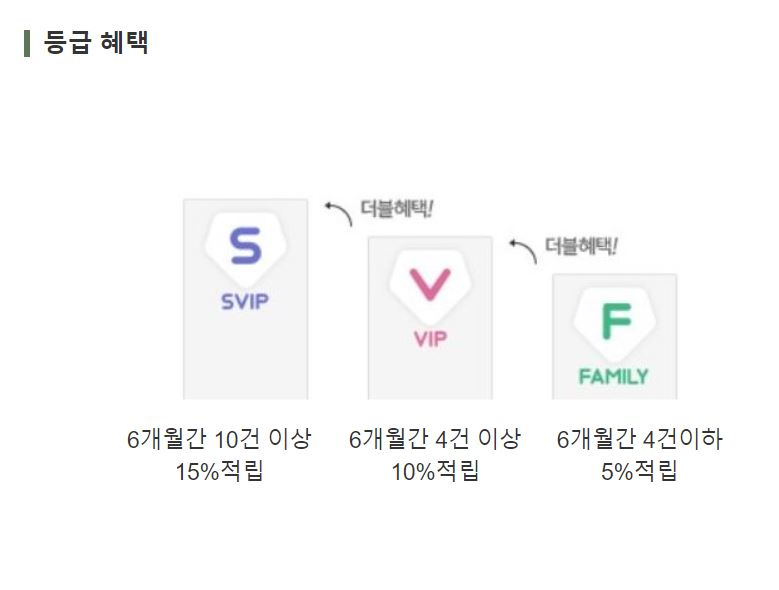 등급 혜택
더블혜택!
더블혜택!
S
SVIP
V
VIP
F
FAMILY
6개월간 10건 이상
15%적립
6개월간 4건 이상
10%적립
6개월간 4건이하
5%적립